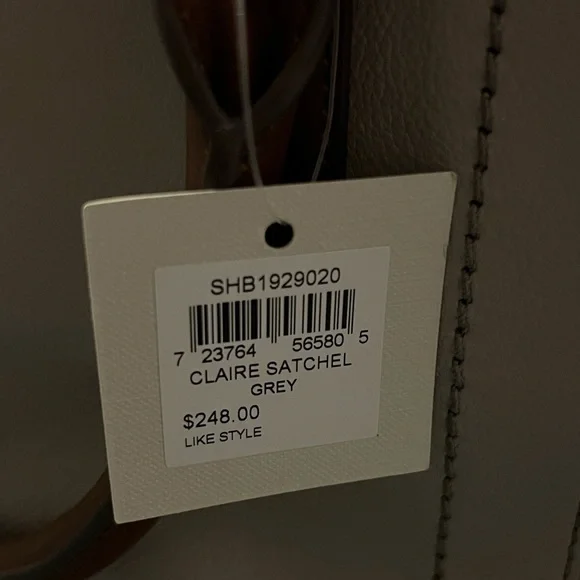 SHB1929020
7 23764 56580 5
CLAIRE SATCHEL
GREY
$248.00
LIKE STYLE